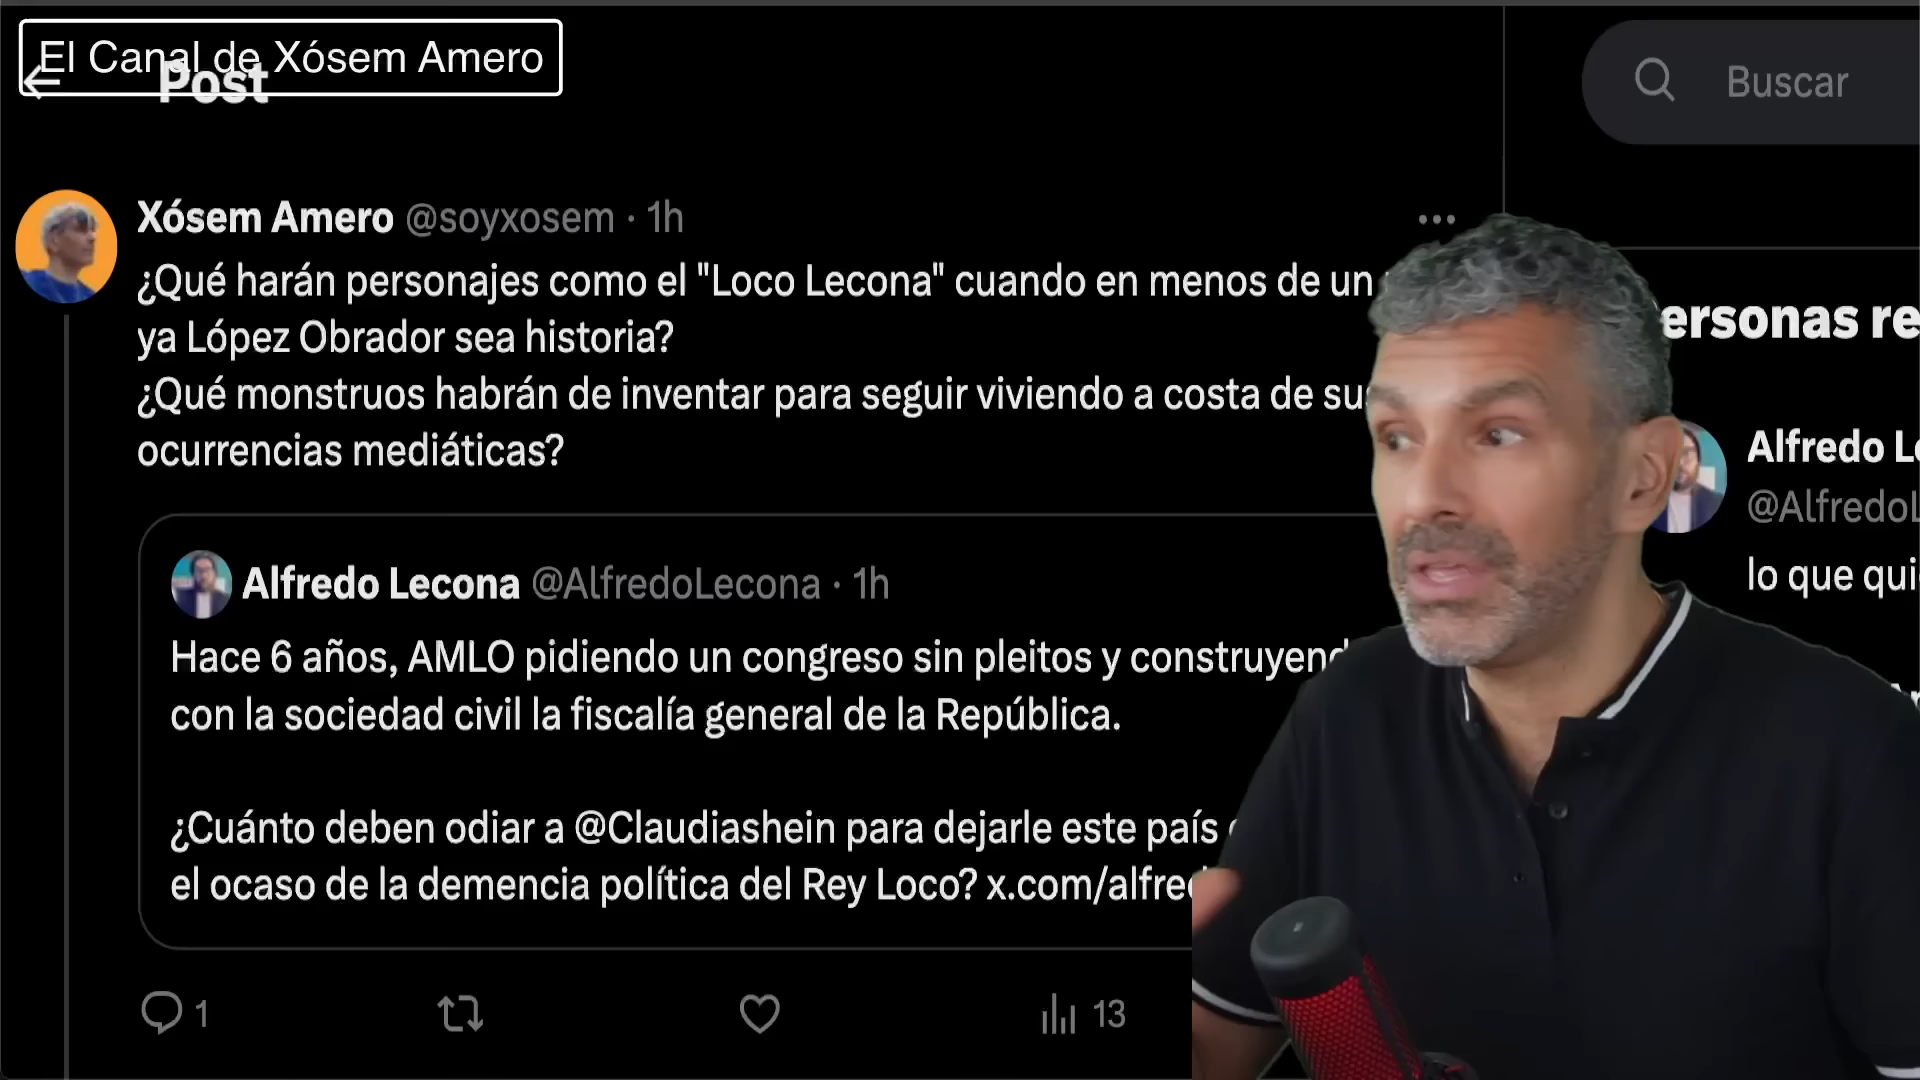 El Canal de Xósem Amero
Post
Buscar
Xósem Amero @soyxosem · 1h
¿Qué harán personajes como el "Loco Lecona" cuando en menos de un
ya López Obrador sea historia?
¿Qué monstruos habrán de inventar para seguir viviendo a costa de sus
ocurrencias mediáticas?
Alfredo Lecona @AlfredoLecona · 1h
Hace 6 años, AMLO pidiendo un congreso sin pleitos y construyend
con la sociedad civil la fiscalía general de la República.
¿Cuánto deben odiar a @Claudiashein para dejarle este país
el ocaso de la demencia política del Rey Loco? x.com/alfred
1
13
ersonas re
Alfredo Le
@AlfredoL
lo que qui